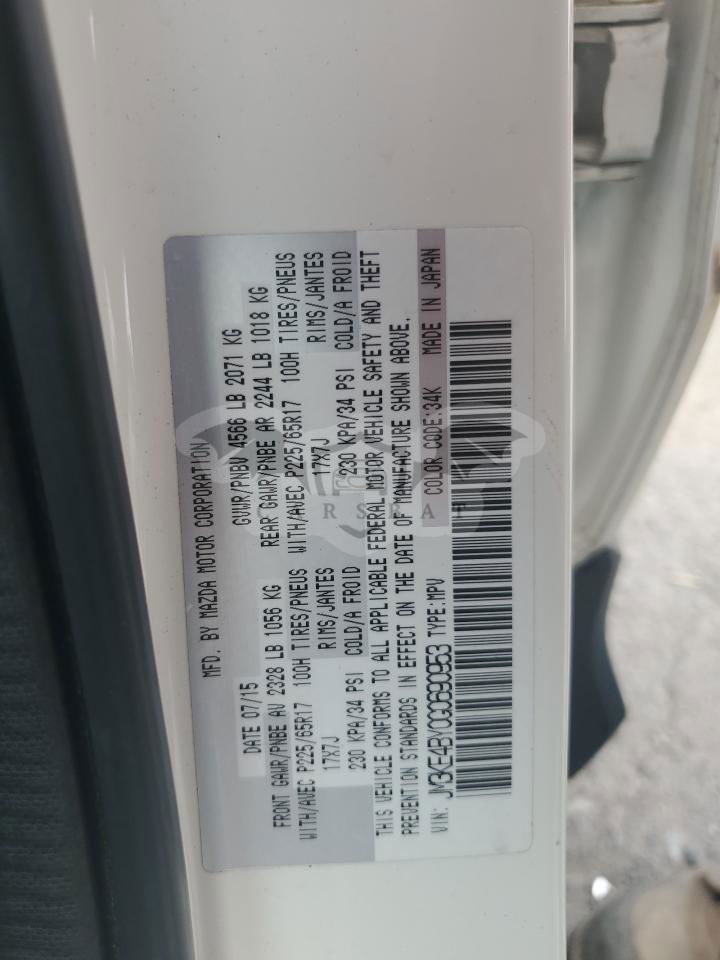 MFD. BY MAZDA MOTOR CORPORATION
DATE 07/15 GVWR/PNBV 4566 LB 2071 KG
FRONT GAWR/PNBE AV 2328 LB 1056 KG REAR GAWR/PNBE AR 2244 LB 1018 KG
WITH/AVEC P225/65R17 100H TIRES/PNEUS WITH/AVEC P225/65R17 100H TIRES/PNEUS
17X7J RIMS/JANTES 17X7J RIMS/JANTES
230 KPA/34 PSI COLD/A FROID 230 KPA/34 PSI COLD/A FROID
THIS VEHICLE CONFORMS TO ALL APPLICABLE FEDERAL MOTOR VEHICLE SAFETY AND THEFT
PREVENTION STANDARDS IN EFFECT ON THE DATE OF MANUFACTURE SHOWN ABOVE.
VIN: JM3KE4BY0G0690953 TYPE:MPV COLOR CODE:34K MADE IN JAPAN